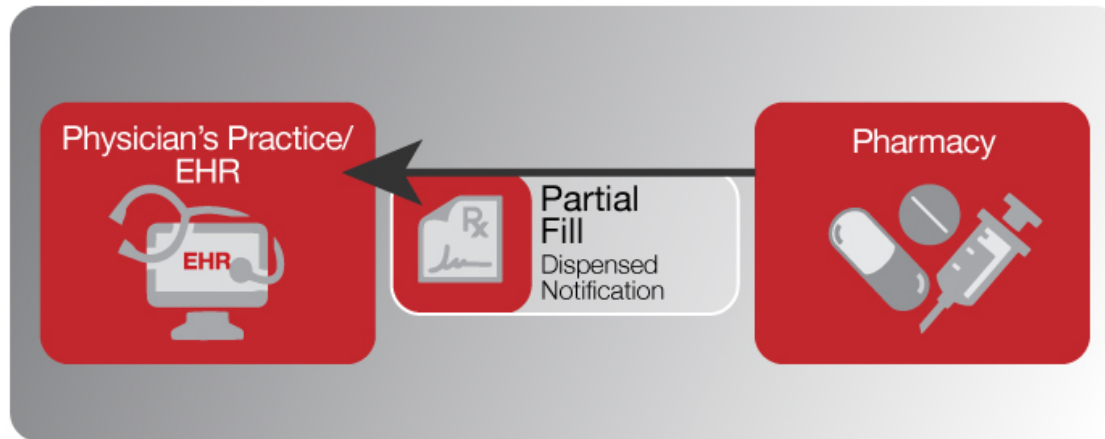 Physician's Practice/
EHR
EHR
Rx
Partial
Fill
Dispensed
Notification
Pharmacy